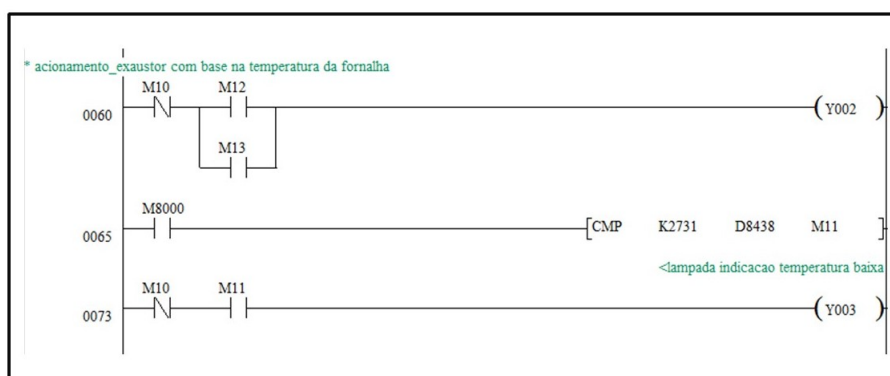 * acionamento_exaustor com base na temperatura da fornalha
M10 M12
0060 Y002
M13
M8000
0065 CMP K2731 D8438 M11
<lampada indicacao temperatura baixa
M10 M11
0073 Y003